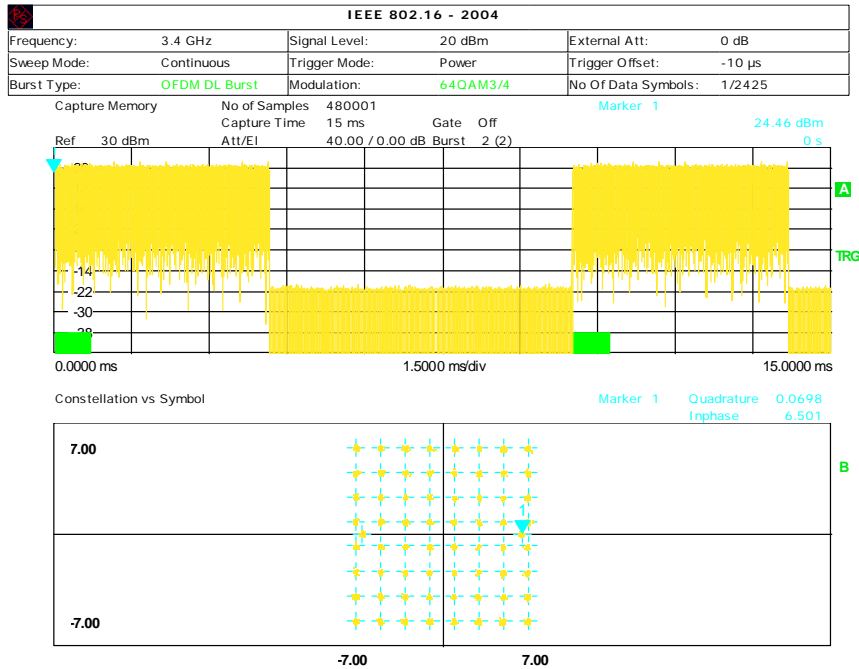 IEEE 802.16 - 2004
Frequency: 3.4 GHz Signal Level: 20 dBm External Att: 0 dB
Sweep Mode: Continuous Trigger Mode: Power Trigger Offset: -10 µs
Burst Type: OFDM DL Burst Modulation: 64QAM3/4 No Of Data Symbols: 1/2425
Capture Memory No of Samples 480001 Marker 1
Capture Time 15 ms Gate Off 24.46 dBm
Ref 30 dBm Att/El 40.00 / 0.00 dB Burst 2 (2) 0 s
A
TRG
-14
-22
-30
0.0000 ms 1.5000 ms/div 15.0000 ms
Constellation vs Symbol Marker 1 Quadrature 0.0698
Inphase 6.501
7.00
B
1
-7.00
-7.00 7.00